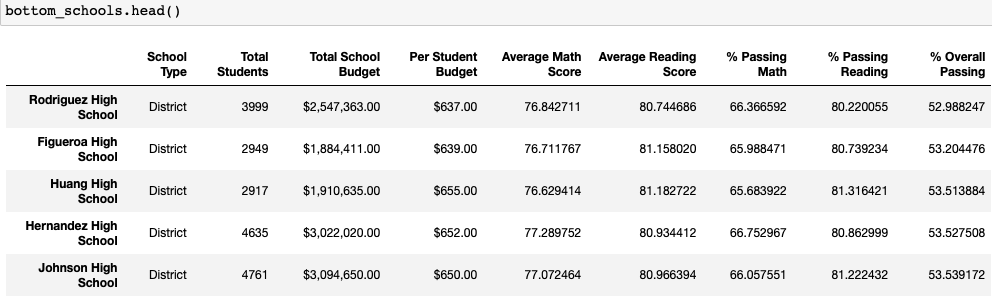 bottom_schools.head()
School Type Total Students Total School Budget Per Student Budget Average Math Score Average Reading Score % Passing Math % Passing Reading % Overall Passing
Rodriguez High School District 3999 $2,547,363.00 $637.00 76.842711 80.744686 66.366592 80.220055 52.988247
Figueroa High School District 2949 $1,884,411.00 $639.00 76.711767 81.158020 65.988471 80.739234 53.204476
Huang High School District 2917 $1,910,635.00 $655.00 76.629414 81.182722 65.683922 81.316421 53.513884
Hernandez High School District 4635 $3,022,020.00 $652.00 77.289752 80.934412 66.752967 80.862999 53.527508
Johnson High School District 4761 $3,094,650.00 $650.00 77.072464 80.966394 66.057551 81.222432 53.539172